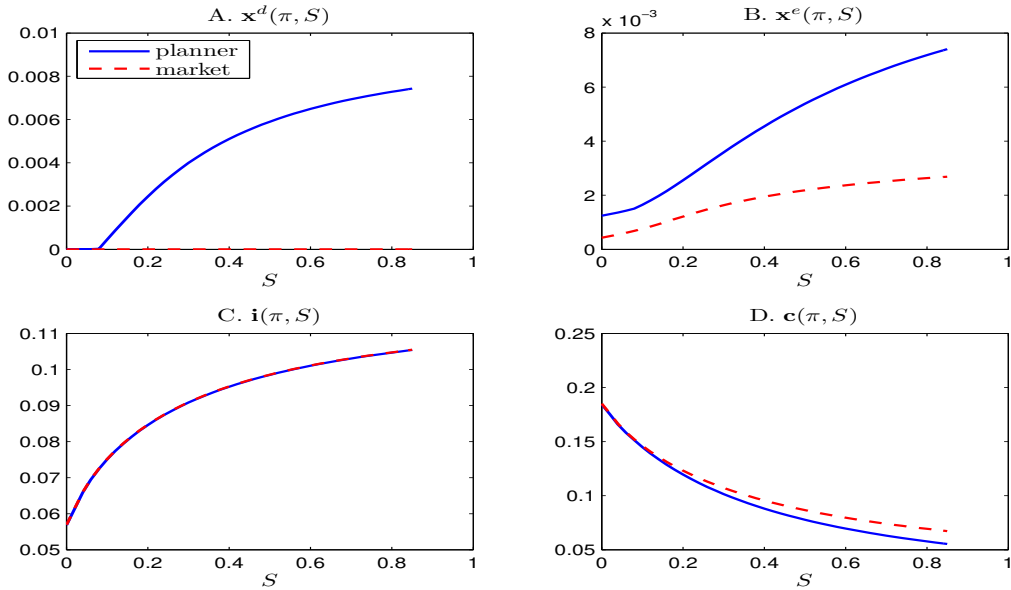 A. x^d(π, S)
0.01
0.008
0.006
0.004
0.002
0
planner
market
0 0.2 0.4 0.6 0.8 1
S
B. x^e(π, S)
× 10^−3
8
6
4
2
0
0 0.2 0.4 0.6 0.8 1
S
C. i(π, S)
0.11
0.1
0.09
0.08
0.07
0.06
0.05
0 0.2 0.4 0.6 0.8 1
S
D. c(π, S)
0.25
0.2
0.15
0.1
0.05
0 0.2 0.4 0.6 0.8 1
S